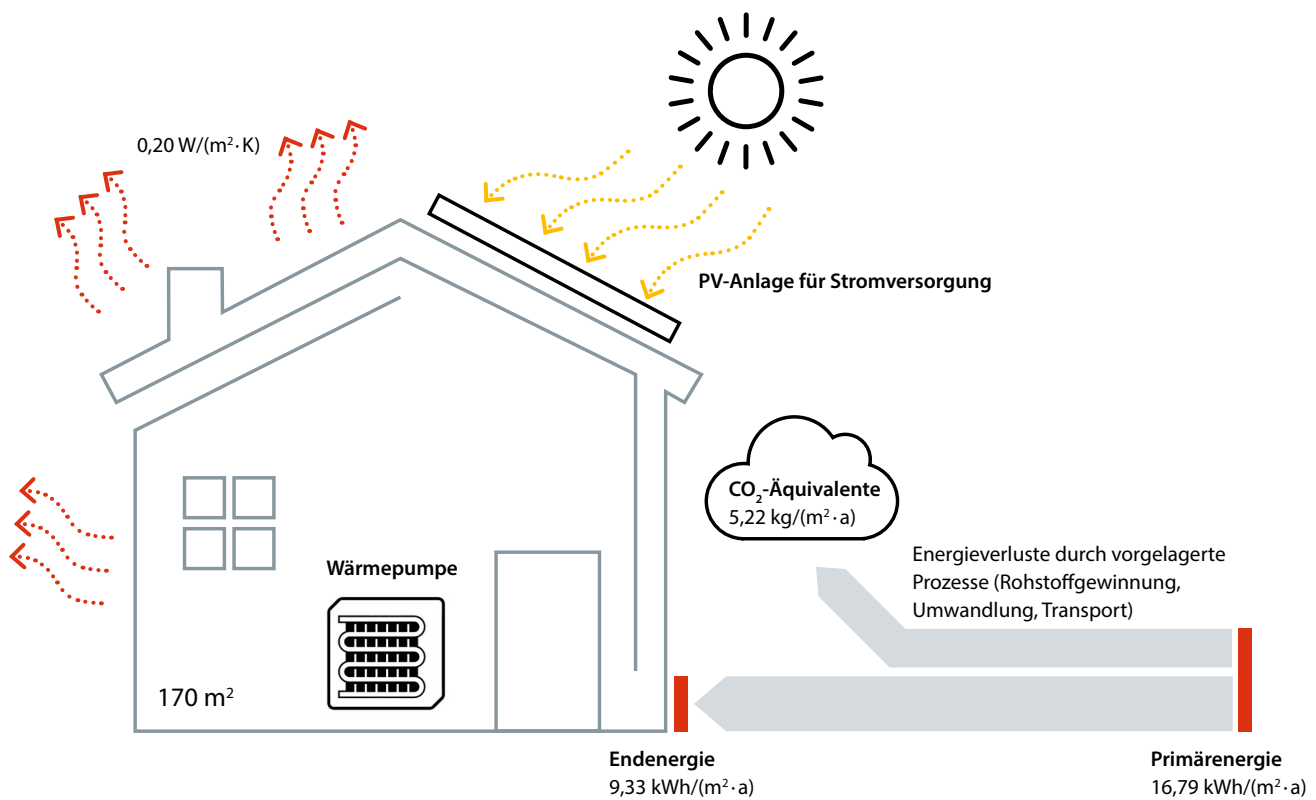 0,20 W/(m²·K)
PV-Anlage für Stromversorgung
CO₂-Äquivalente
5,22 kg/(m²·a)
Energieverluste durch vorgelagerte
Prozesse (Rohstoffgewinnung,
Umwandlung, Transport)
Wärmepumpe
170 m²
Endenergie
9,33 kWh/(m²·a)
Primärenergie
16,79 kWh/(m²·a)